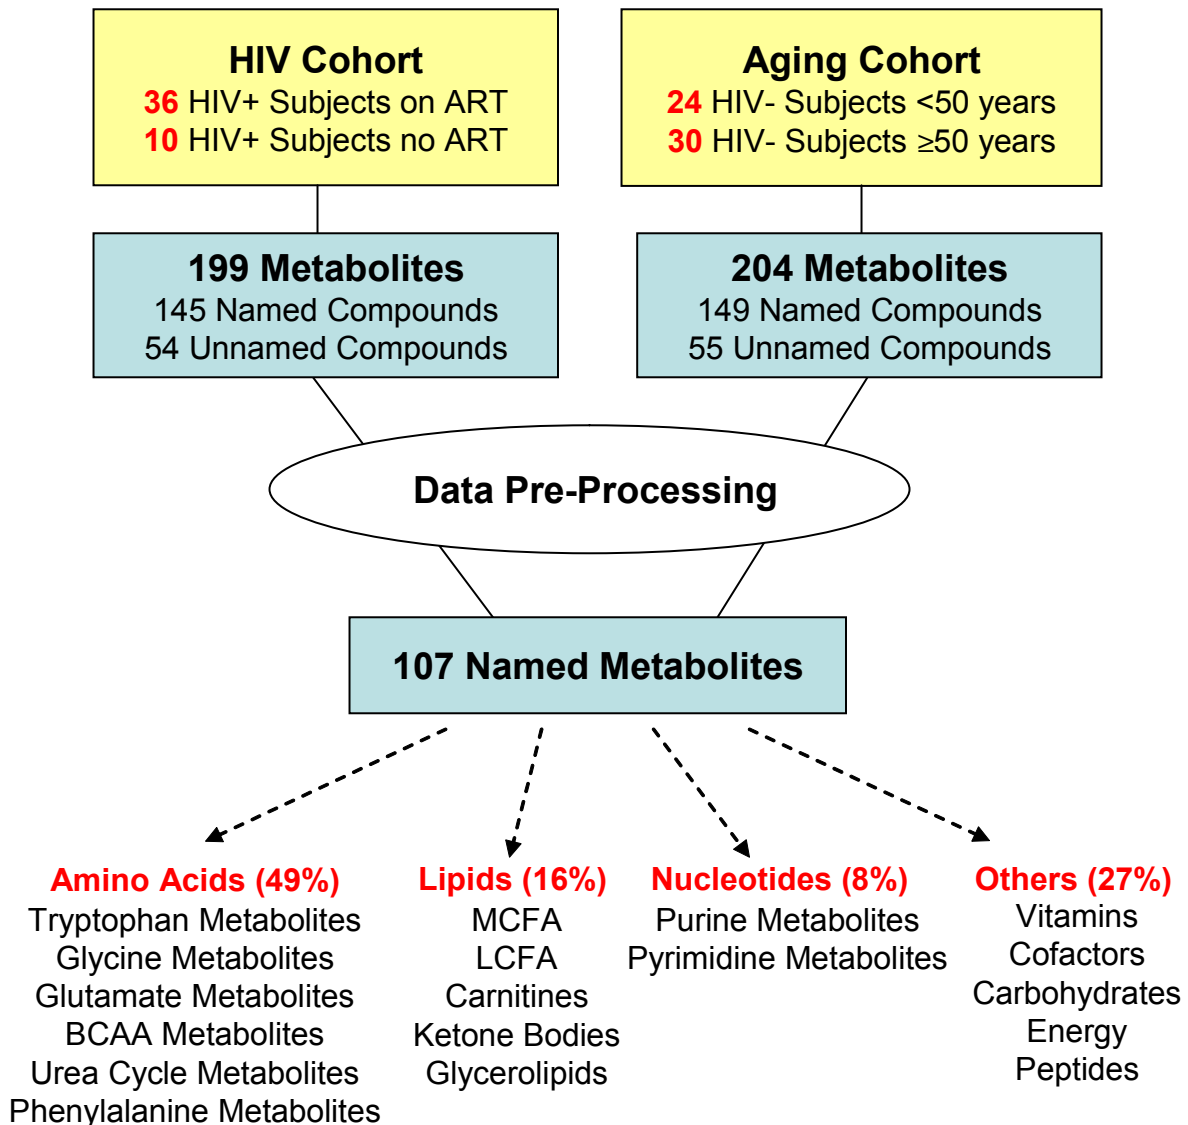 HIV Cohort
36 HIV+ Subjects on ART
10 HIV+ Subjects no ART
Aging Cohort
24 HIV- Subjects <50 years
30 HIV- Subjects ≥50 years
199 Metabolites
145 Named Compounds
54 Unnamed Compounds
204 Metabolites
149 Named Compounds
55 Unnamed Compounds
Data Pre-Processing
107 Named Metabolites
Amino Acids (49%)
Tryptophan Metabolites
Glycine Metabolites
Glutamate Metabolites
BCAA Metabolites
Urea Cycle Metabolites
Phenylalanine Metabolites
Lipids (16%)
MCFA
LCFA
Carnitines
Ketone Bodies
Glycerolipids
Nucleotides (8%)
Purine Metabolites
Pyrimidine Metabolites
Others (27%)
Vitamins
Cofactors
Carbohydrates
Energy
Peptides